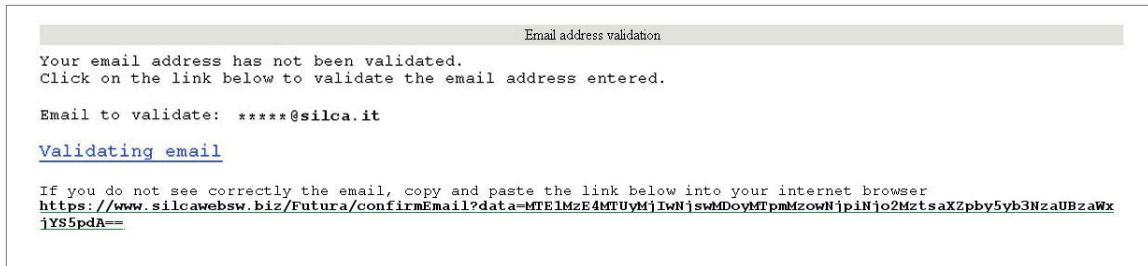 Email address validation
Your email address has not been validated.
Click on the link below to validate the email address entered.
Email to validate: *****@silca.it
Validating email
If you do not see correctly the email, copy and paste the link below into your internet browser
https://www.silcawebsw.biz/Futura/confirmEmail?data=MTE1MzE4MTUyMjIwNjswMDoyMTpmMzowNjpiNjo2MztsaXZpby5yb3NzaUBzaWx
jYS5pdA==